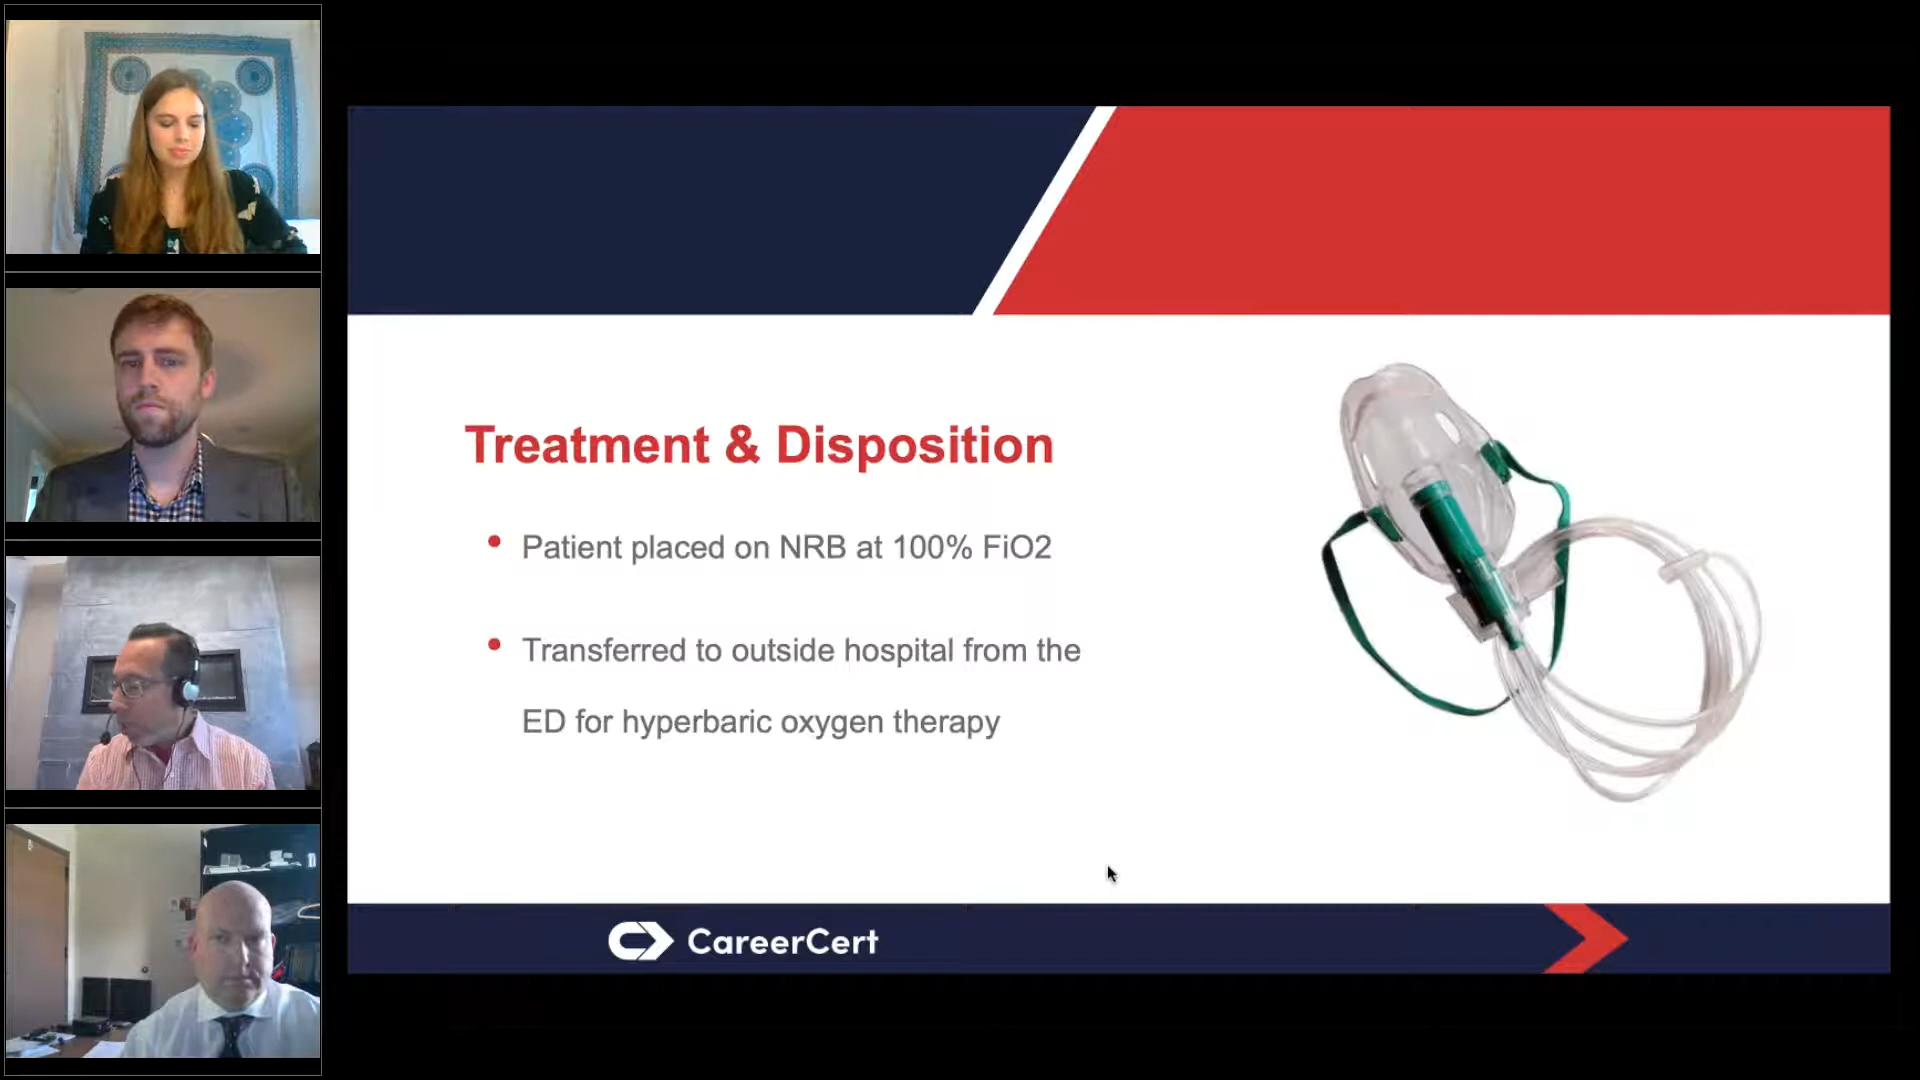 Treatment & Disposition
• Patient placed on NRB at 100% FiO2
• Transferred to outside hospital from the
ED for hyperbaric oxygen therapy
CareerCert